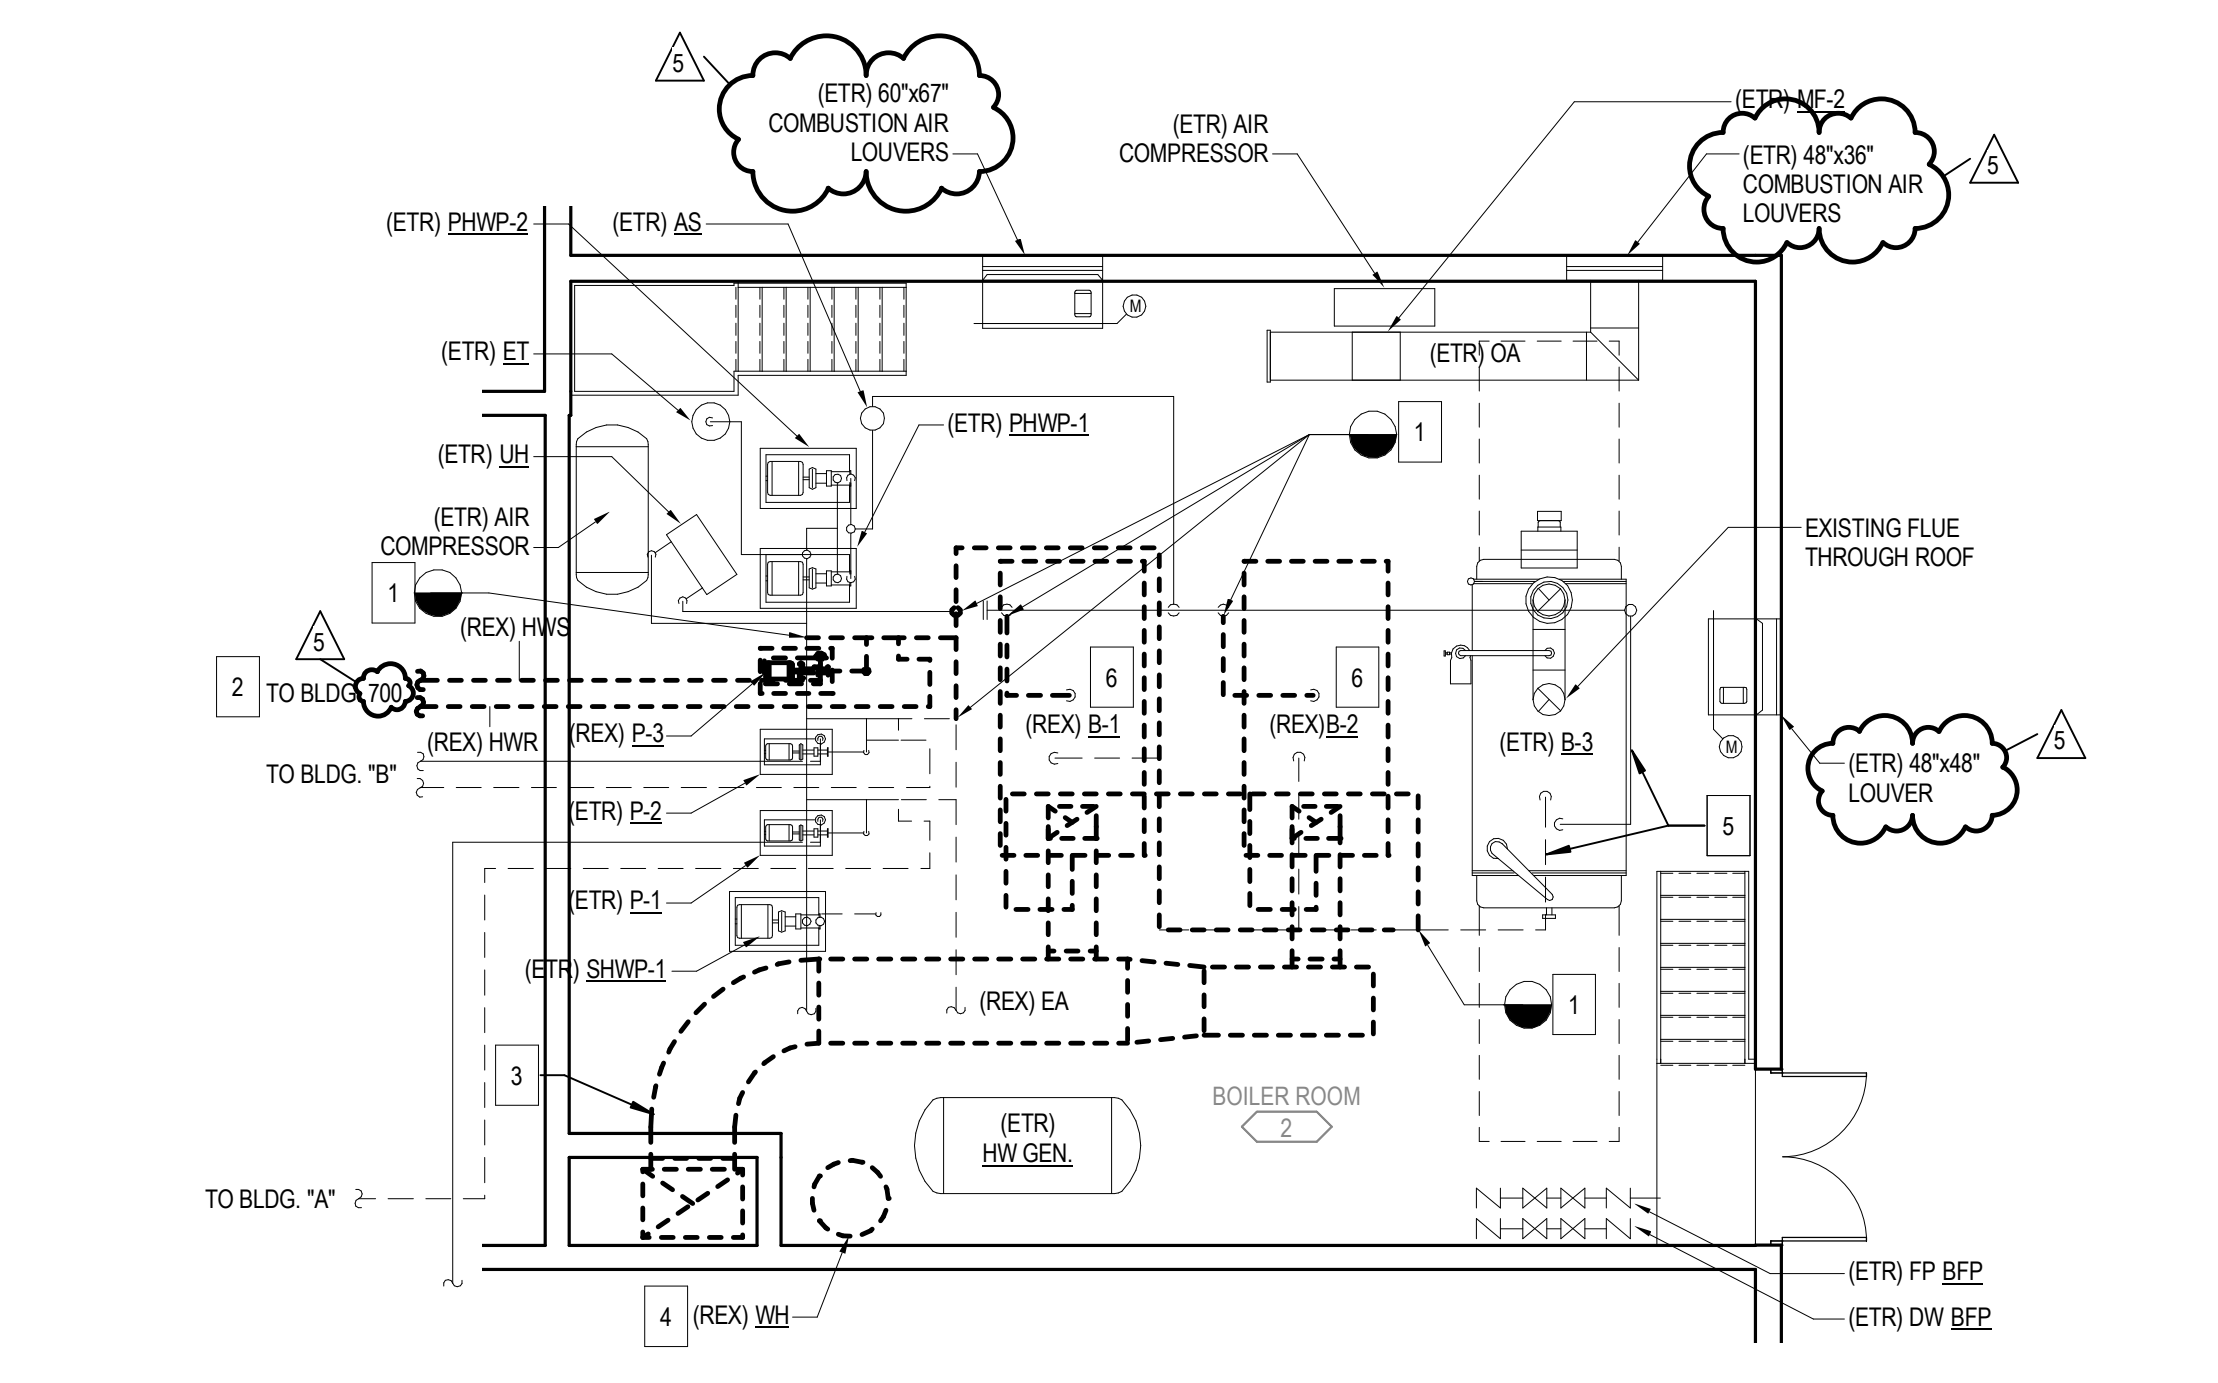 5
(ETR) 60"x67"
COMBUSTION AIR
LOUVERS
(ETR) AIR
COMPRESSOR
(ETR) MF-2
(ETR) 48"x36"
COMBUSTION AIR
LOUVERS
5
(ETR) PHWP-2
(ETR) AS
M
(ETR) ET
(ETR) OA
(ETR) PHWP-1
1
(ETR) UH
(ETR) AIR
COMPRESSOR
EXISTING FLUE
THROUGH ROOF
1
(REX) HWS
5
2
TO BLDG. 700
6
6
(REX) HWR
(REX) P-3
(REX) B-1
(REX)B-2
(ETR) B-3
M
5
(ETR) 48"x48"
LOUVER
TO BLDG. "B"
(ETR) P-2
5
(ETR) P-1
(ETR) SHWP-1
(REX) EA
1
3
BOILER ROOM
2
(ETR)
HW GEN.
TO BLDG. "A"
(ETR) FP BFP
(ETR) DW BFP
4
(REX) WH